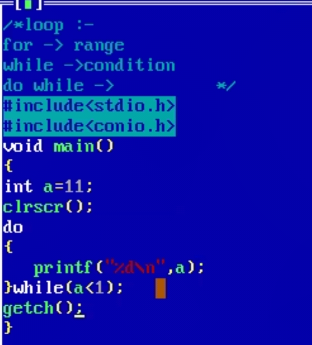 /*loop :-
for -> range
while ->condition
do while -> */
#include<stdio.h>
#include<conio.h>
void main()
{
int a=11;
clrscr();
do
{
printf("%d\n",a);
}while(a<1);
getch();
}